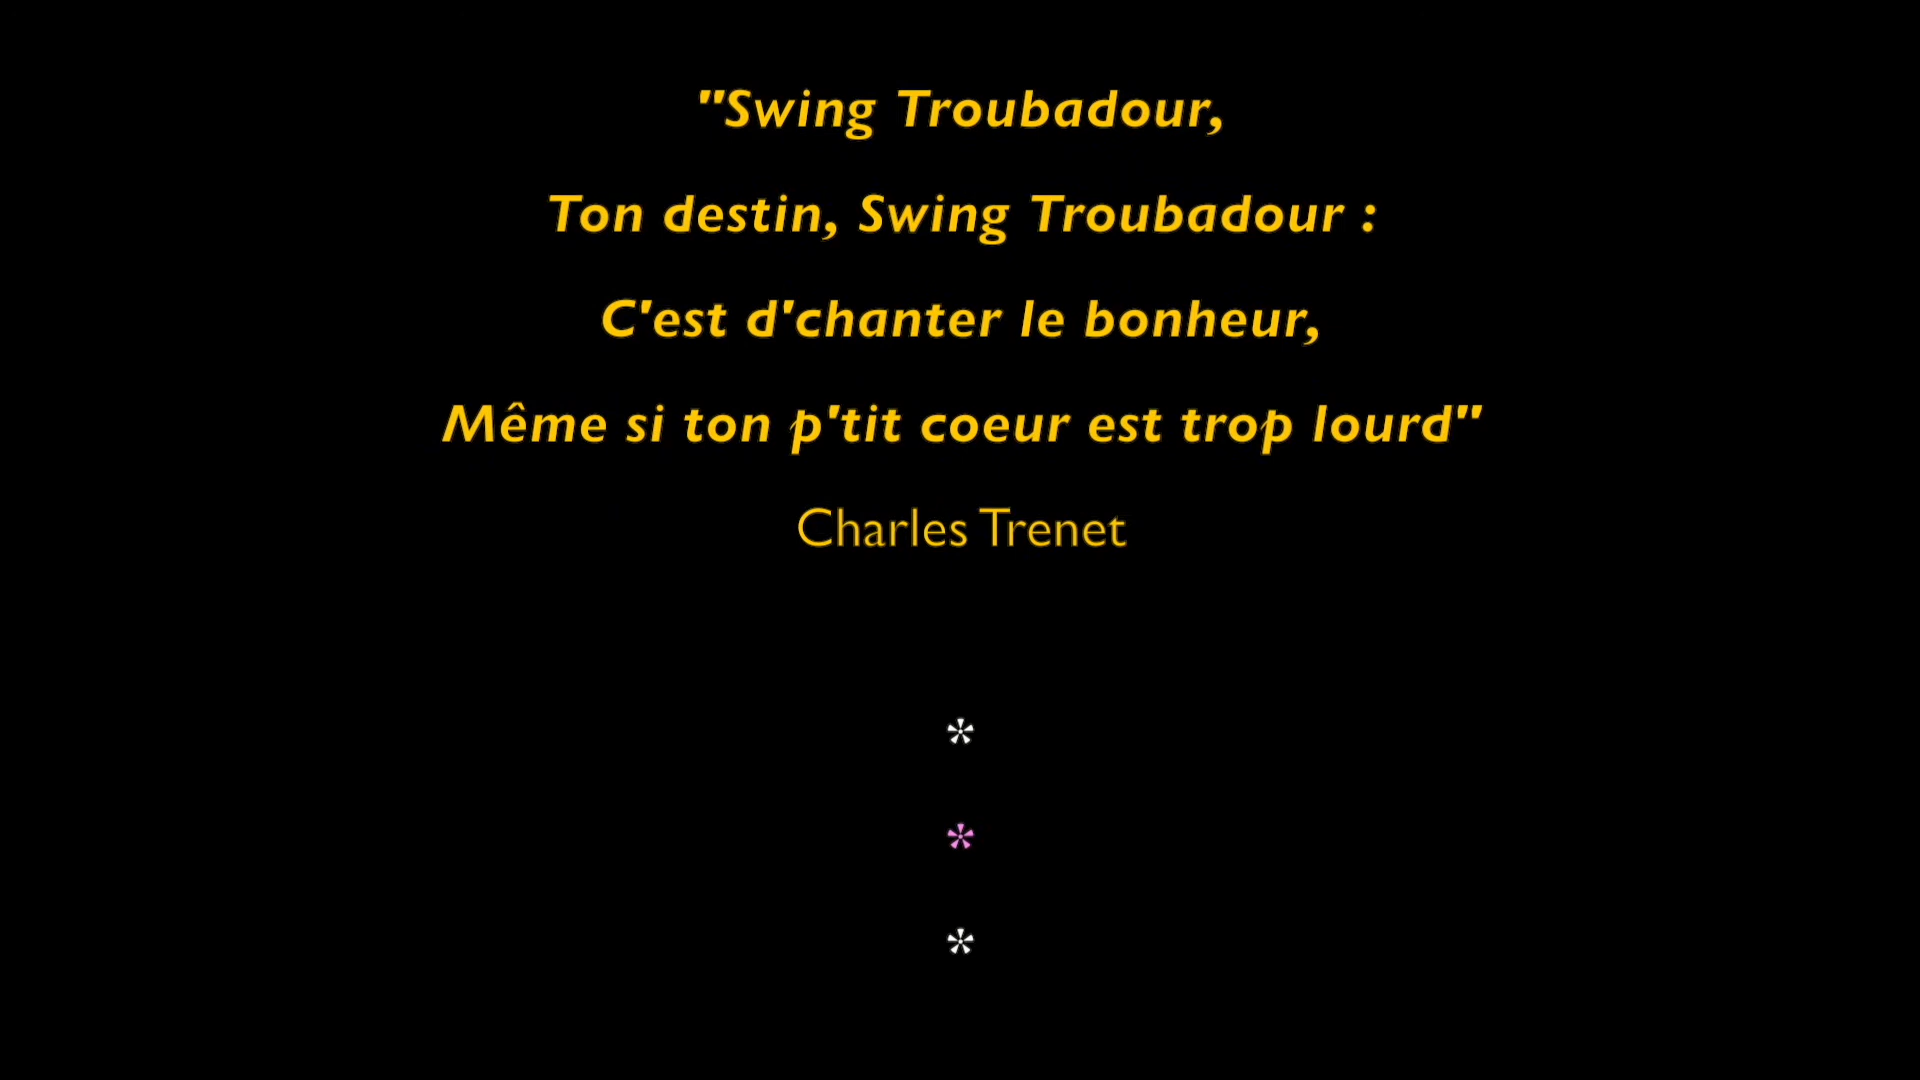 "Swing Troubadour,
Ton destin, Swing Troubadour :
C'est d'chanter le bonheur,
Même si ton p'tit coeur est trop lourd"
Charles Trenet
*
*
*